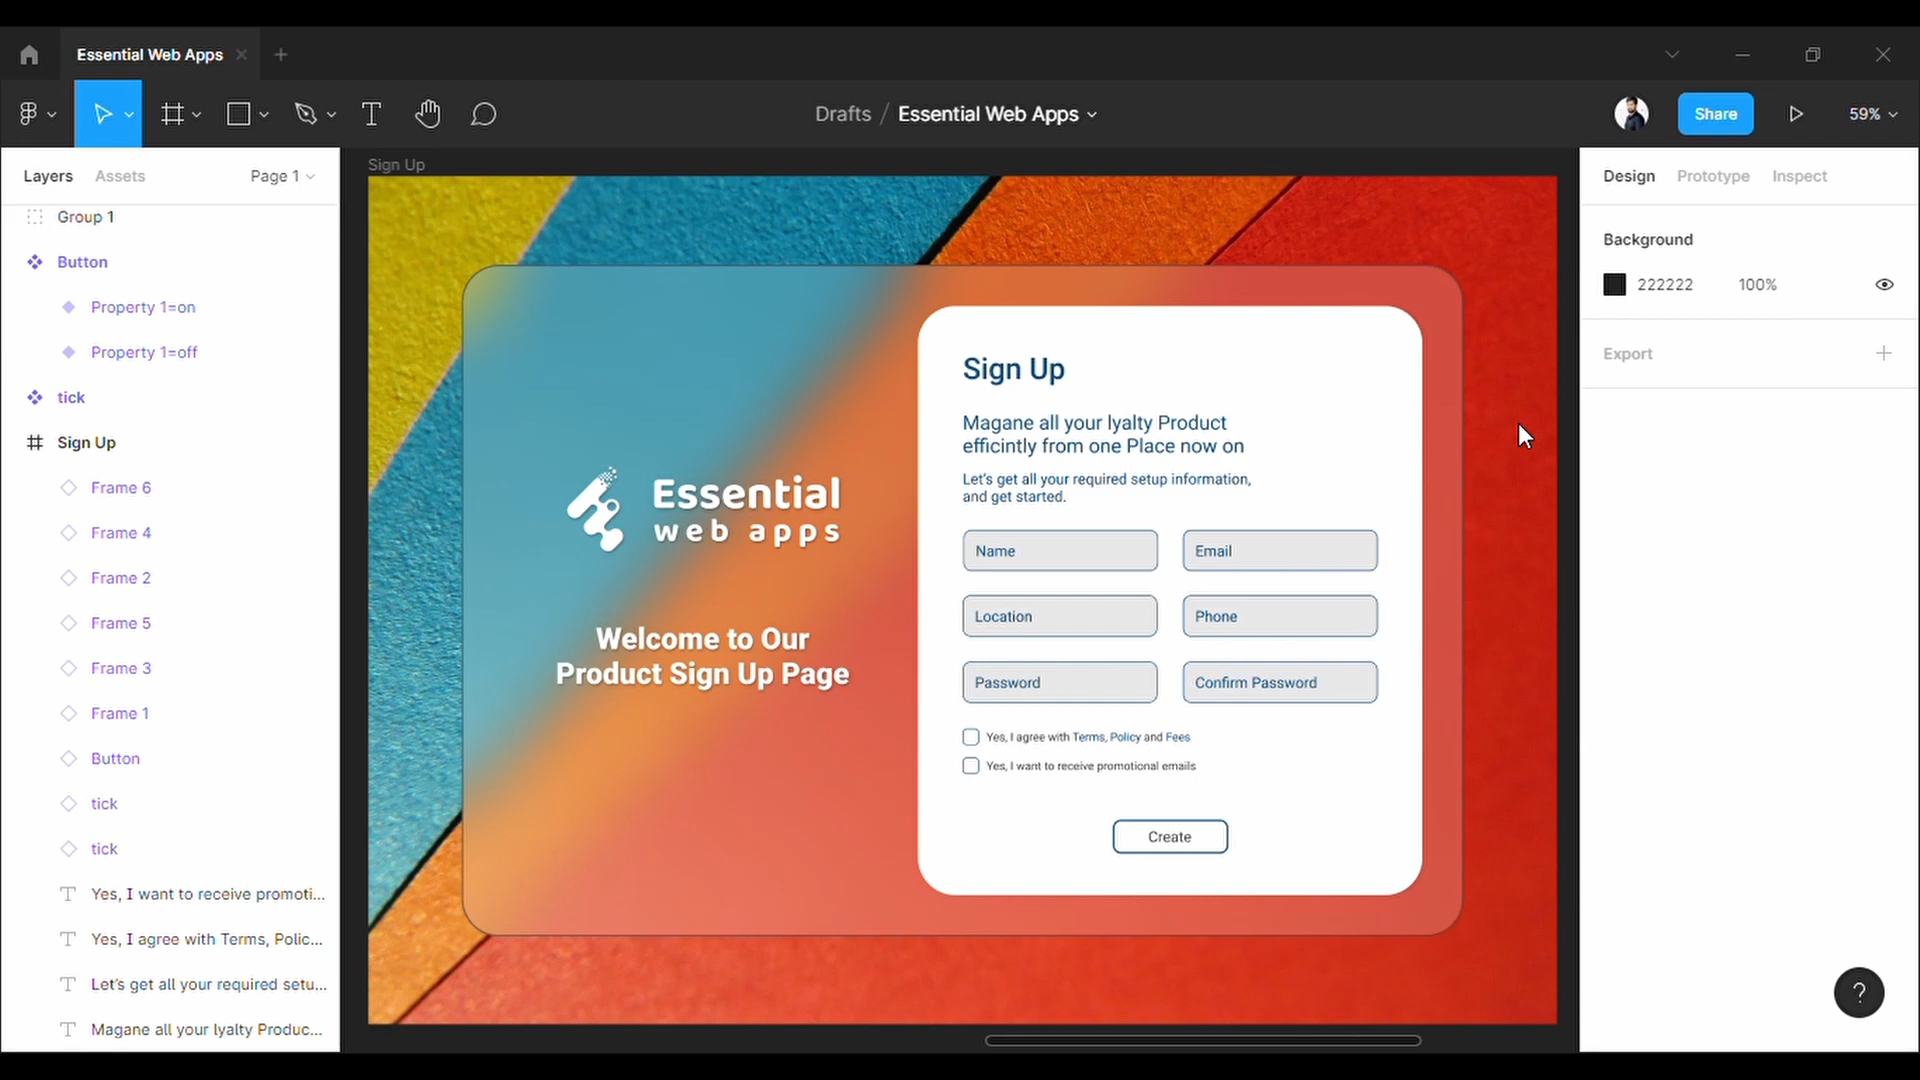 Essential Web Apps
Drafts / Essential Web Apps
Share
59%
Layers
Assets
Page 1
Group 1
Button
Property 1=on
Property 1=off
tick
Sign Up
Frame 6
Frame 4
Frame 2
Frame 5
Frame 3
Frame 1
Button
tick
tick
Yes, I want to receive promoti...
Yes, I agree with Terms, Polic...
Let's get all your required setu...
Magane all your lyalty Produc...
Sign Up
Essential
web apps
Welcome to Our
Product Sign Up Page
Sign Up
Magane all your lyalty Product
efficintly from one Place now on
Let's get all your required setup information,
and get started.
Name
Email
Location
Phone
Password
Confirm Password
Yes, I agree with Terms, Policy and Fees
Yes, I want to receive promotional emails
Create
Design
Prototype
Inspect
Background
222222
100%
Export
?